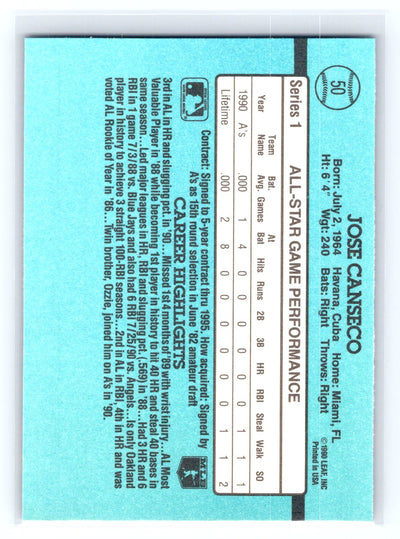 50
JOSE CANSECO
Born: July 2, 1964 Havana, Cuba Home: Miami, FL
Ht: 6' 4" Wgt: 240 Bats: Right Throws: Right
© 1990 LEAF, INC
Printed in USA
Series 1 ALL-STAR GAME PERFORMANCE
Team Bat. At
Year Name Avg. Games Bat Hits Runs 2B 3B HR RBI Steal Walk SO
1990 A's .000 1 4 0 0 0 0 0 0 0 1 1
Lifetime .000 2 8 0 0 0 0 0 0 1 1 2
Contract: Signed to 5-year contract thru 1995. How acquired: Signed by
A's as 15th round selection in June '82 amateur draft
CAREER HIGHLIGHTS
3rd in AL in HR and slugging pct. in '90...Missed 1st 4 months of '89 with wrist injury...AL Most
Valuable Player in '88 while becoming 1st player in history to hit 40 HR and steal 40 bases in
same season...Led major leagues in HR, RBI and slugging pct. (.569) in '88...Had 3 HR and 6
RBI in 1 game 7/3/88 vs. Blue Jays and also had 6 RBI 7/25/90 vs. Angels...Is only Oakland
player in history to achieve 3 straight 100-RBI seasons...2nd in AL in RBI, 4th in HR and was
voted AL Rookie of Year in '86...Twin brother, Ozzie, joined him on A's in '90.